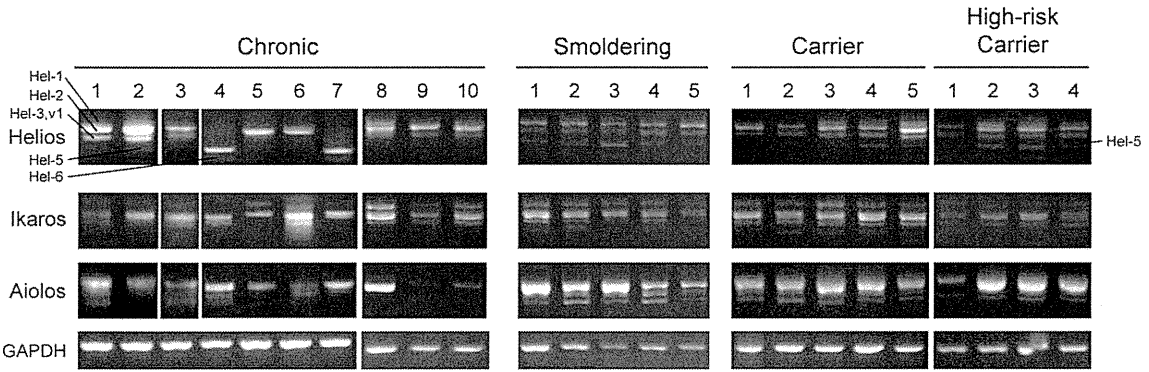 High-risk
Chronic Smoldering Carrier Carrier
Hel-1
1 2 3 4 5 6 7 8 9 10 1 2 3 4 5 1 2 3 4 5 1 2 3 4
Hel-2
Hel-3,v1
Helios
Hel-5
Hel-5
Hel-6
Ikaros
Aiolos
GAPDH